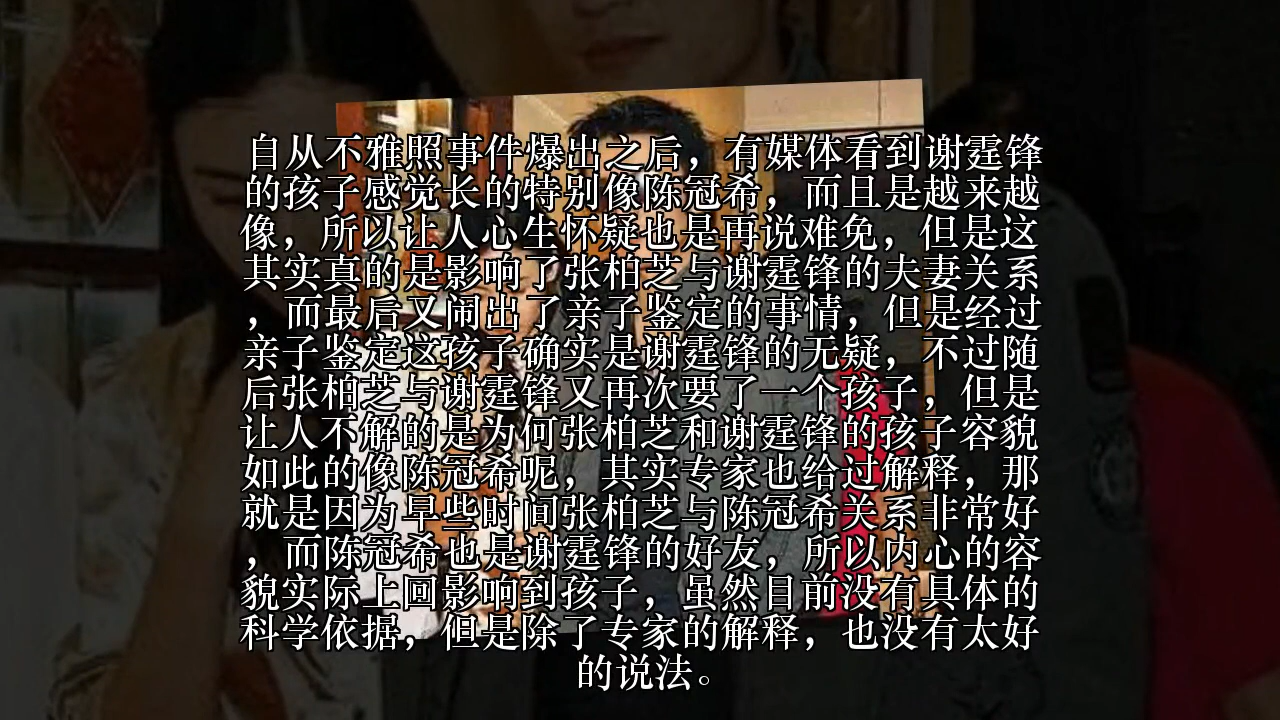 自从不雅照事件爆出之后，有媒体看到谢霆锋
的孩子感觉长的特别像陈冠希，而且是越来越
像，所以让人心生怀疑也是再说难免，但是这
其实真的是影响了张柏芝与谢霆锋的夫妻关系
，而最后又闹出了亲子鉴定的事情，但是经过
亲子鉴定这孩子确实是谢霆锋的无疑，不过随
后张柏芝与谢霆锋又再次要了一个孩子，但是
让人不解的是为何张柏芝和谢霆锋的孩子容貌
如此的像陈冠希呢，其实专家也给过解释，那
就是因为早些时间张柏芝与陈冠希关系非常好
，而陈冠希也是谢霆锋的好友，所以内心的容
貌实际上回影响到孩子，虽然目前没有具体的
科学依据，但是除了专家的解释，也没有太好
的说法。